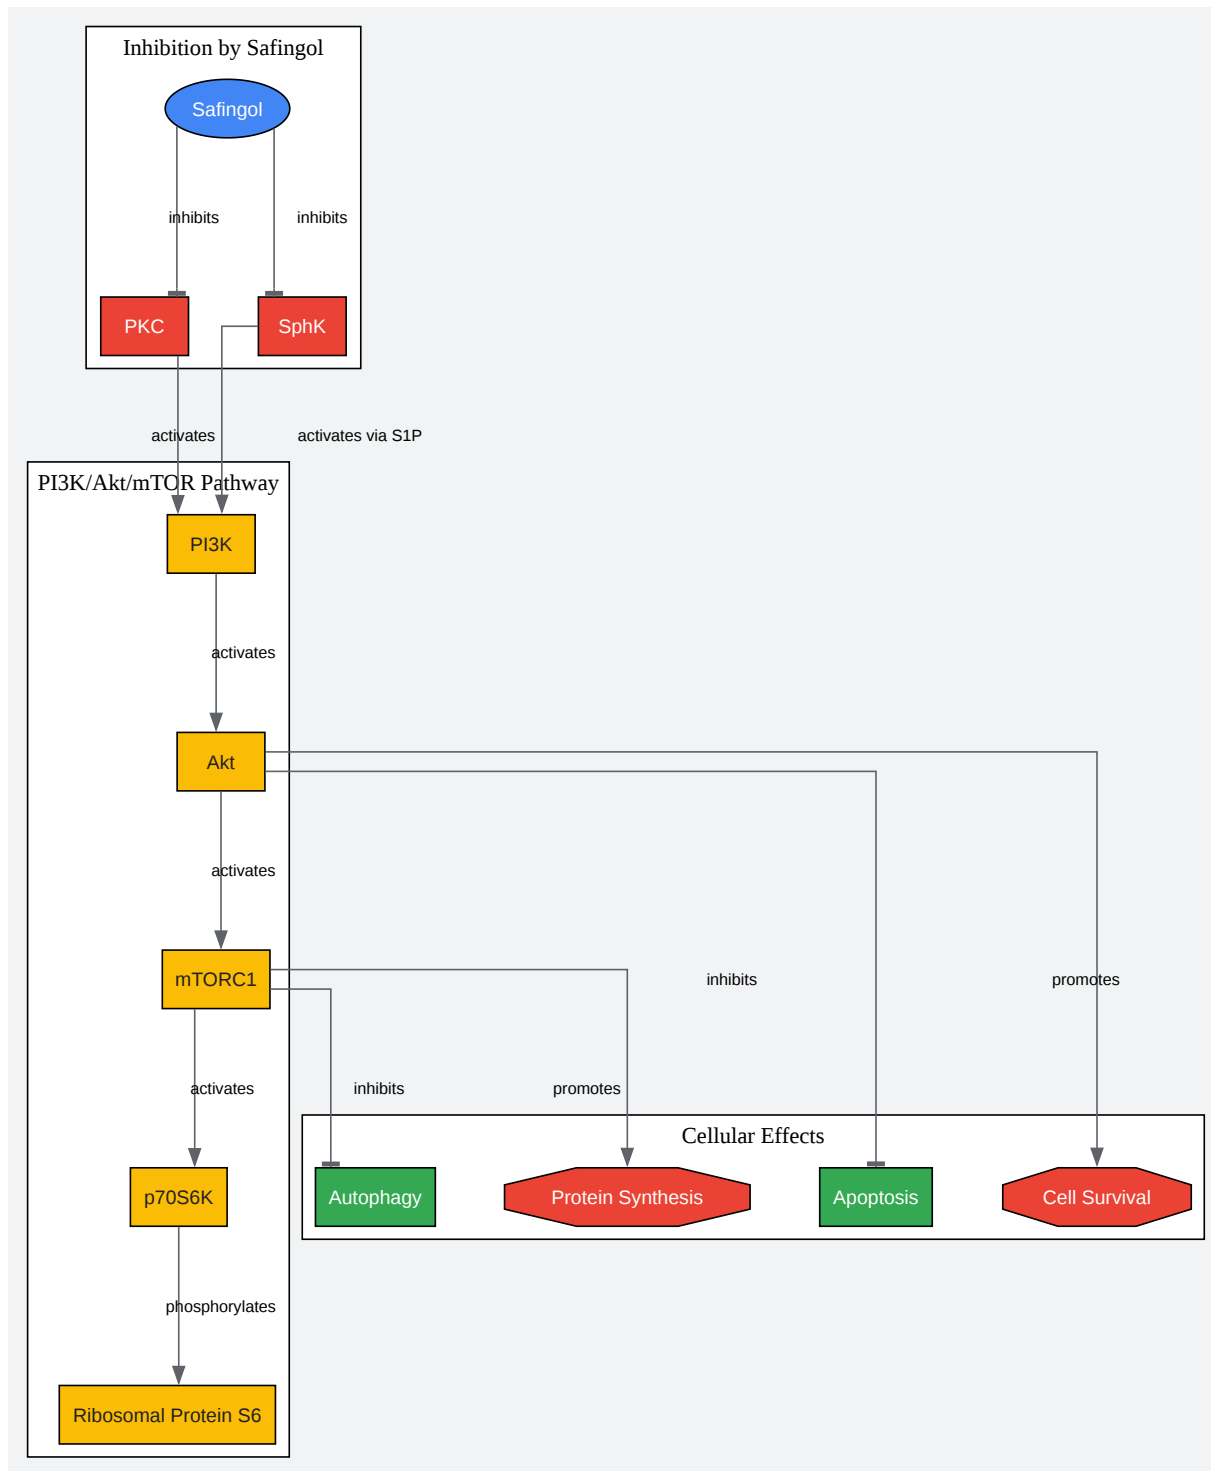 Inhibition by Safingol
Safingol
inhibits
inhibits
PKC
SphK
activates
activates via S1P
PI3K/Akt/mTOR Pathway
PI3K
activates
Akt
activates
mTORC1
inhibits
promotes
activates
inhibits
promotes
Cellular Effects
p70S6K
Autophagy
Protein Synthesis
Apoptosis
Cell Survival
phosphorylates
Ribosomal Protein S6